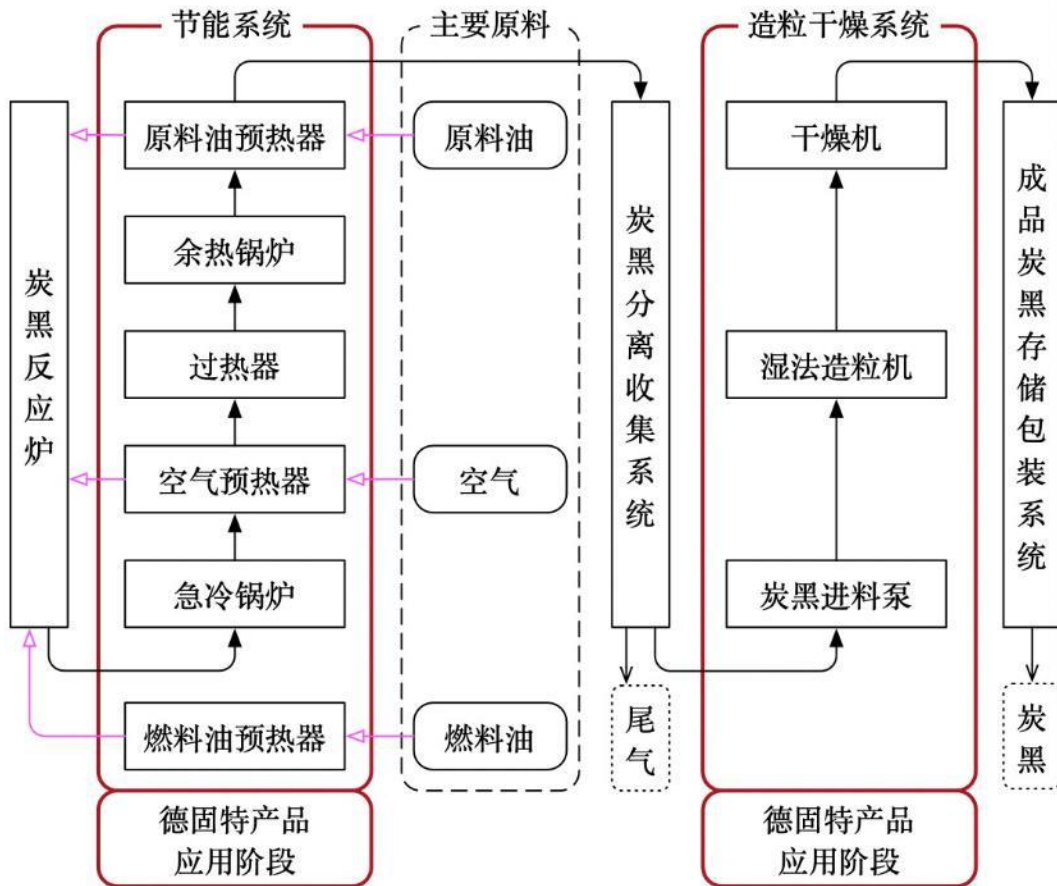 节能系统
主要原料
造粒干燥系统
炭黑反应炉
原料油预热器
余热锅炉
过热器
空气预热器
急冷锅炉
燃料油预热器
原料油
空气
燃料油
炭黑分离收集系统
尾气
干燥机
湿法造粒机
炭黑进料泵
成品炭黑存储包装系统
炭黑
德固特产品
应用阶段
德固特产品
应用阶段